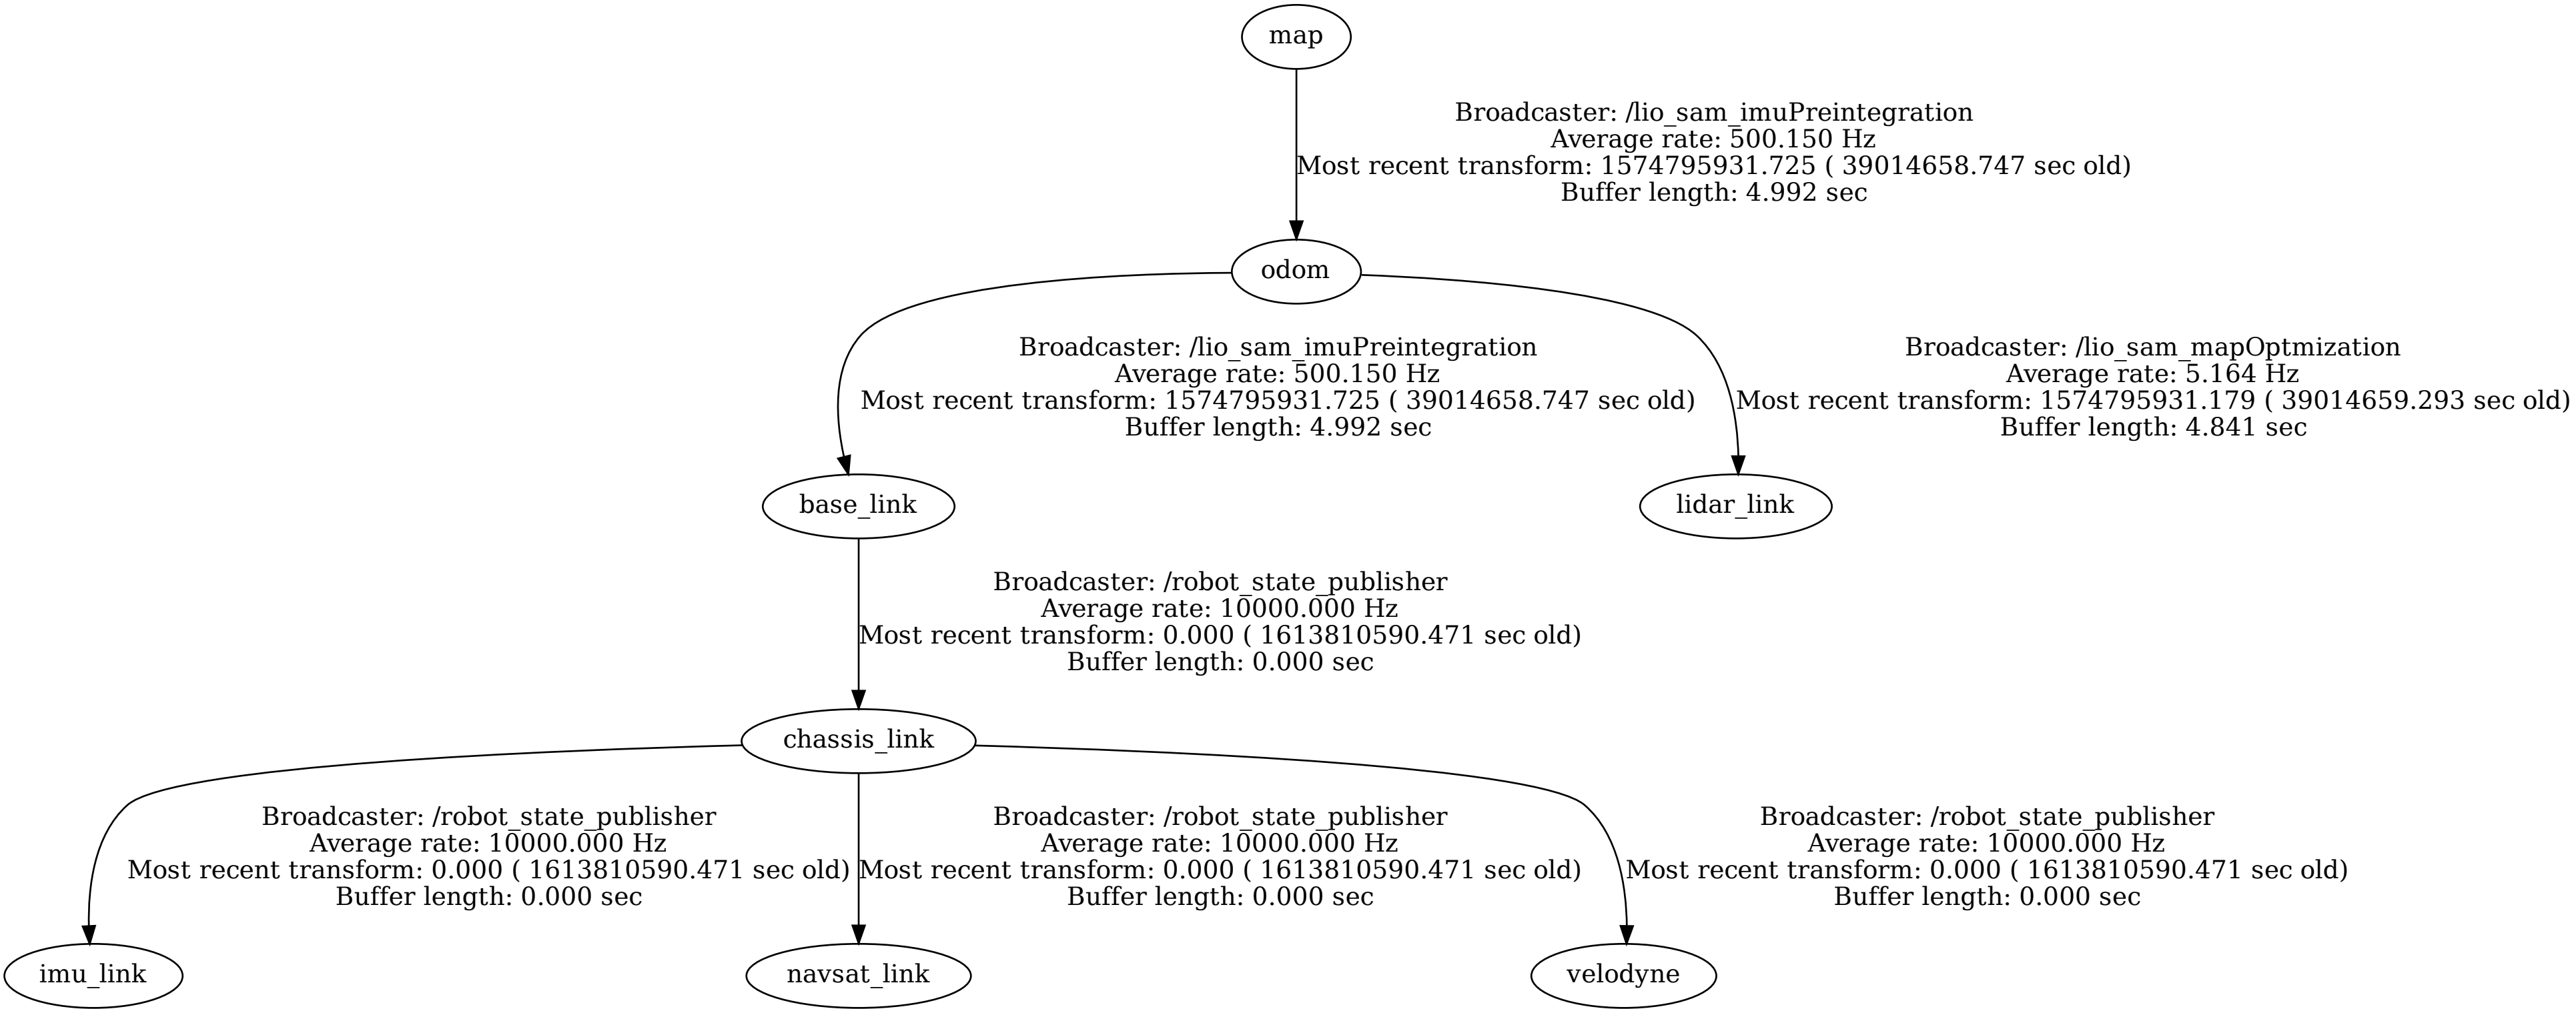 map
Broadcaster: /lio_sam_imuPreintegration
Average rate: 500.150 Hz
Most recent transform: 1574795931.725 ( 39014658.747 sec old)
Buffer length: 4.992 sec
odom
Broadcaster: /lio_sam_imuPreintegration
Average rate: 500.150 Hz
Most recent transform: 1574795931.725 ( 39014658.747 sec old)
Buffer length: 4.992 sec
Broadcaster: /lio_sam_mapOptmization
Average rate: 5.164 Hz
Most recent transform: 1574795931.179 ( 39014659.293 sec old)
Buffer length: 4.841 sec
base_link
lidar_link
Broadcaster: /robot_state_publisher
Average rate: 10000.000 Hz
Most recent transform: 0.000 ( 1613810590.471 sec old)
Buffer length: 0.000 sec
chassis_link
Broadcaster: /robot_state_publisher
Average rate: 10000.000 Hz
Most recent transform: 0.000 ( 1613810590.471 sec old)
Buffer length: 0.000 sec
Broadcaster: /robot_state_publisher
Average rate: 10000.000 Hz
Most recent transform: 0.000 ( 1613810590.471 sec old)
Buffer length: 0.000 sec
Broadcaster: /robot_state_publisher
Average rate: 10000.000 Hz
Most recent transform: 0.000 ( 1613810590.471 sec old)
Buffer length: 0.000 sec
imu_link
navsat_link
velodyne